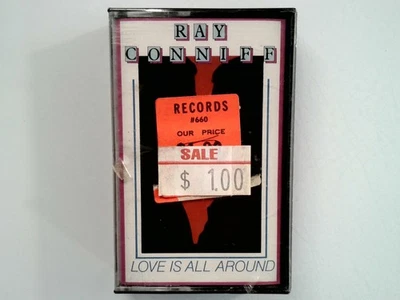 RAY
CONNIFF
RECORDS
#660
OUR PRICE
SALE
$ 1.00
LOVE IS ALL AROUND